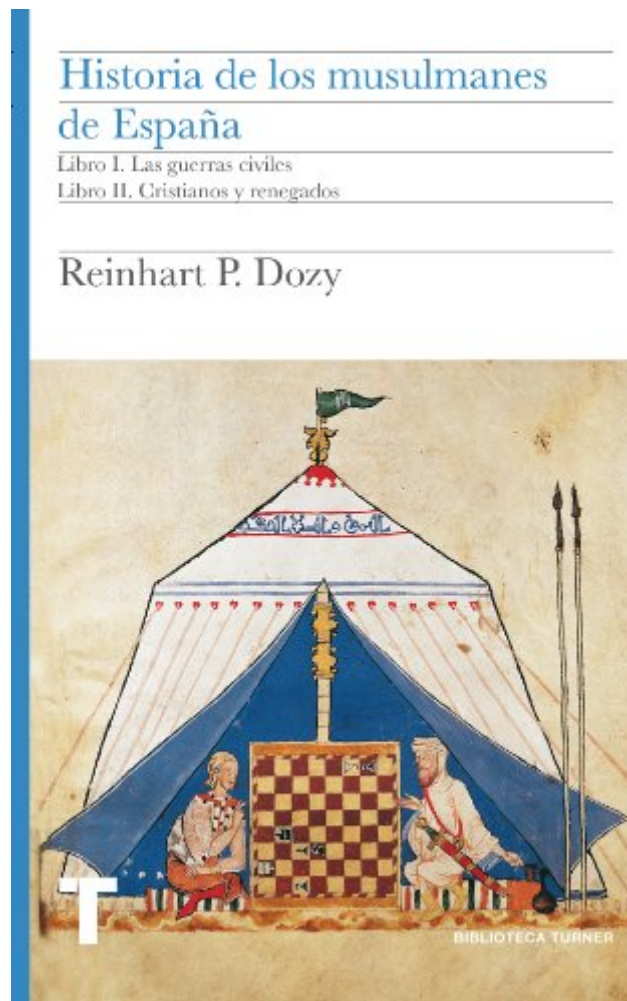 Historia de los musulmanes
de España
Libro I. Las guerras civiles
Libro II. Cristianos y renegados
Reinhart P. Dozy
T
BIBLIOTECA TURNER